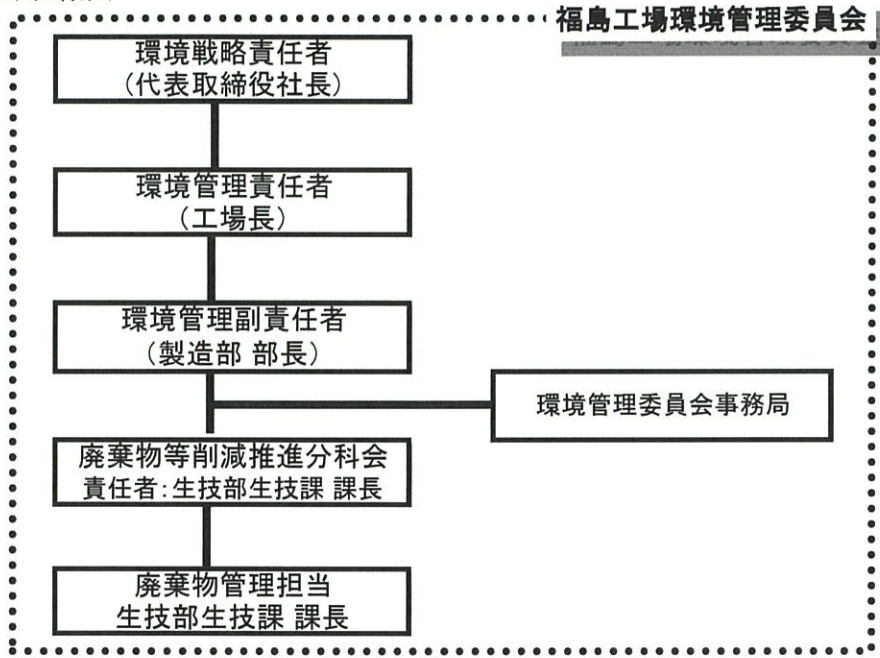 福島工場環境管理委員会
環境戦略責任者
(代表取締役社長)
環境管理責任者
(工場長)
環境管理副責任者
(製造部 部長)
環境管理委員会事務局
廃棄物等削減推進分科会
責任者:生技部生技課 課長
廃棄物管理担当
生技部生技課 課長